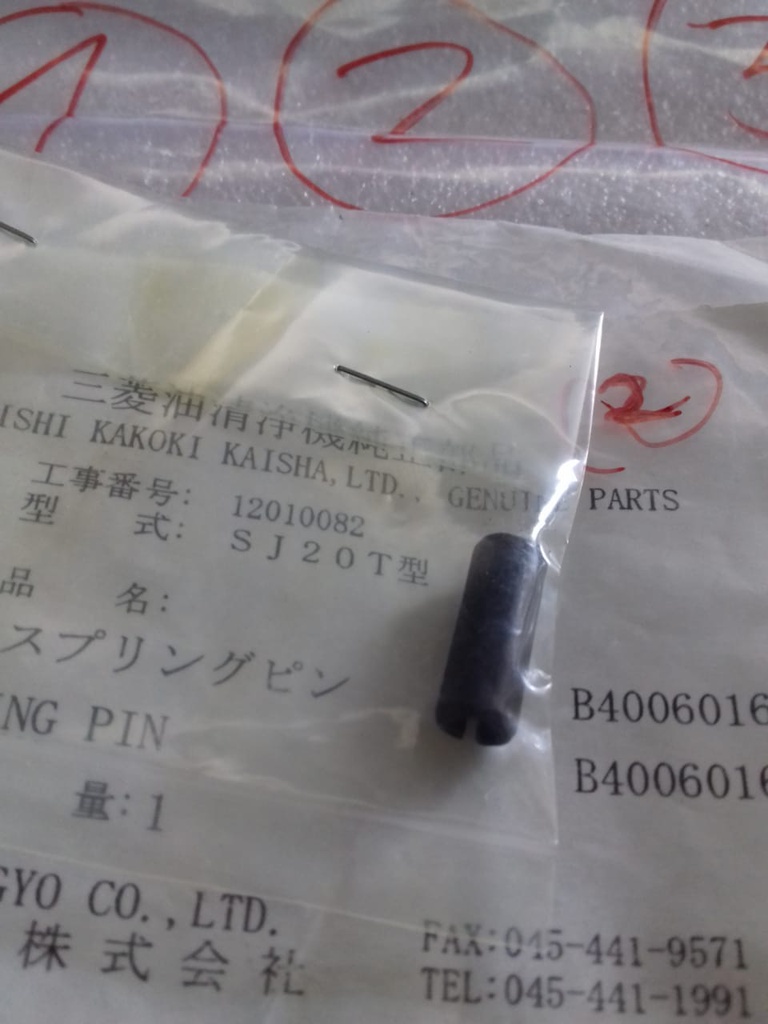 1 2 3
2
三菱油清浄機純正部品
ISHI KAKOKI KAISHA,LTD., GENUINE PARTS
工事番号: 12010082
型 式: SJ20T型
品 名:
スプリングピン
NG PIN
B4006016
B4006016
量:1
GYO CO.,LTD.
株式会社
FAX:045-441-9571
TEL:045-441-1991